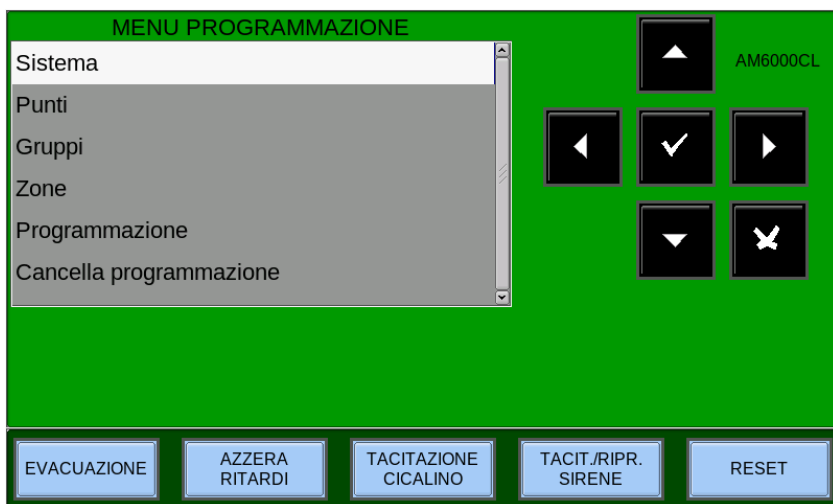 MENU PROGRAMMAZIONE
Sistema
Punti
Gruppi
Zone
Programmazione
Cancella programmazione
AM6000CL
EVACUAZIONE
AZZERA
RITARDI
TACITAZIONE
CICALINO
TACIT./RIPR.
SIRENE
RESET